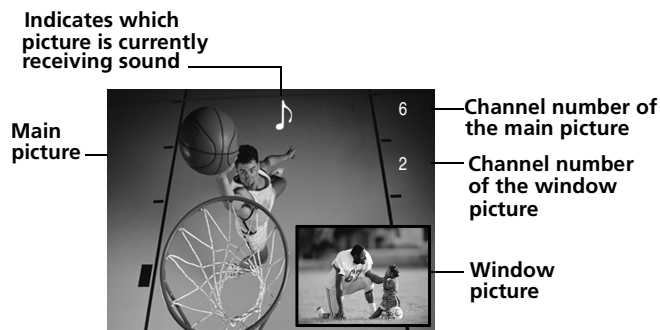 Indicates which
picture is currently
receiving sound
Main
picture
6
Channel number of
the main picture
2
Channel number
of the window
picture
Window
picture